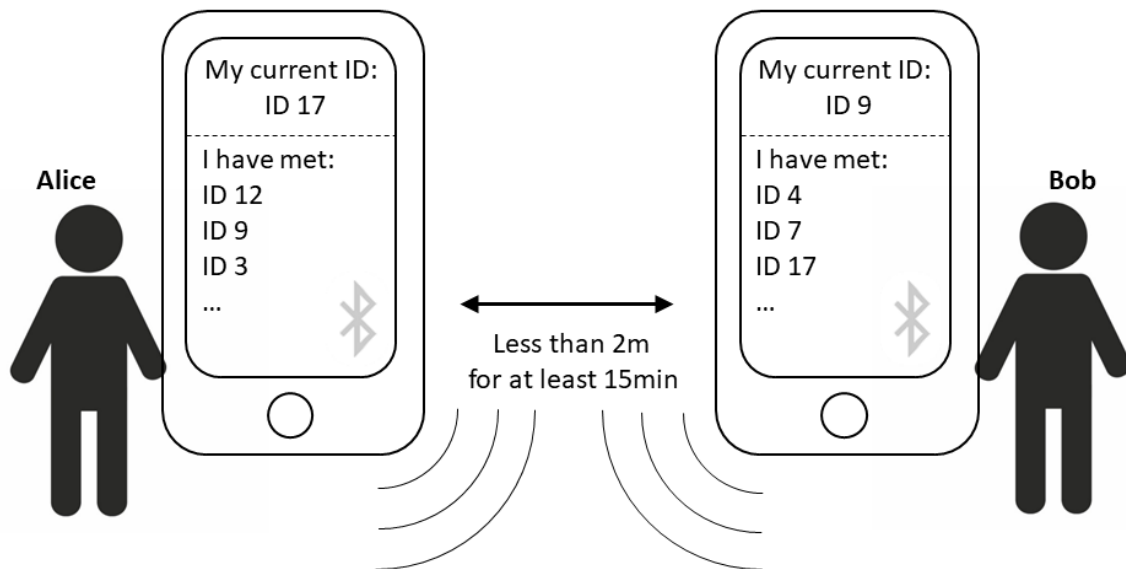 My current ID:
ID 17
I have met:
ID 12
ID 9
ID 3
...
Alice
Less than 2m
for at least 15min
My current ID:
ID 9
I have met:
ID 4
ID 7
ID 17
...
Bob